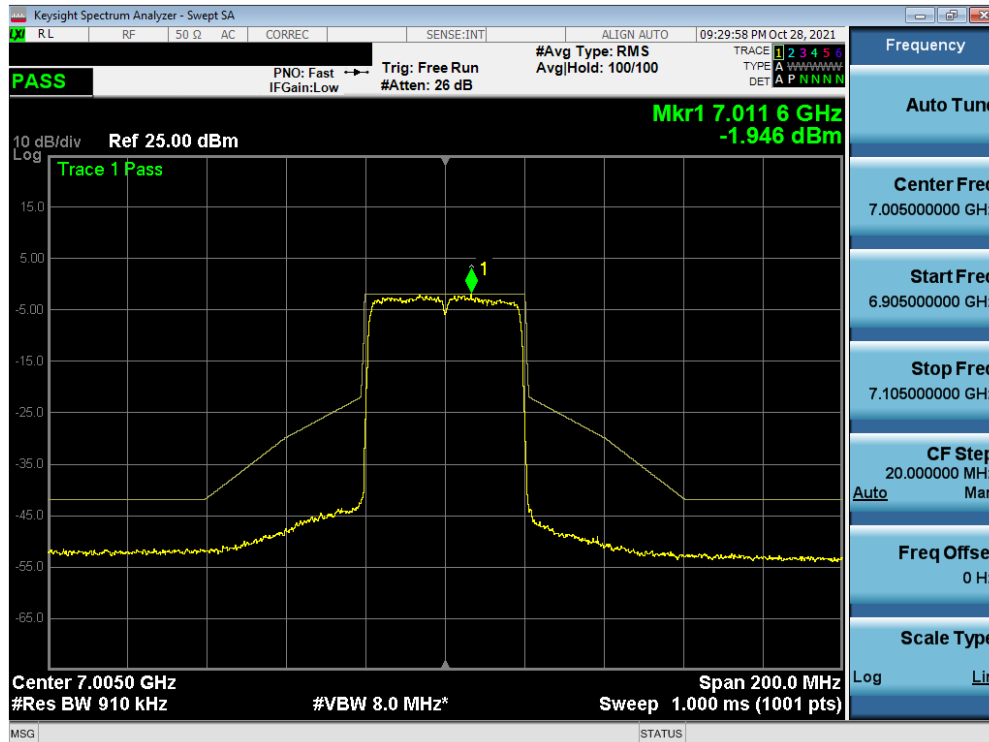 Keysight Spectrum Analyzer - Swept SA
LXI RL RF 50 Ω AC CORREC SENSE:INT ALIGN AUTO 09:29:58 PM Oct 28, 2021
PASS
PNO: Fast
IFGain:Low
Trig: Free Run
#Atten: 26 dB
#Avg Type: RMS
Avg|Hold: 100/100
TRACE 1 2 3 4 5 6
TYPE A WWWWW
DET A P N N N N
Mkr1 7.011 6 GHz
-1.946 dBm
10 dB/div Ref 25.00 dBm
Log
Trace 1 Pass
15.0
5.00
1
-5.00
-15.0
-25.0
-35.0
-45.0
-55.0
-65.0
Center 7.0050 GHz Span 200.0 MHz
#Res BW 910 kHz #VBW 8.0 MHz* Sweep 1.000 ms (1001 pts)
MSG STATUS
Frequency
Auto Tune
Center Freq
7.005000000 GHz
Start Freq
6.905000000 GHz
Stop Freq
7.105000000 GHz
CF Step
20.000000 MHz
Auto Man
Freq Offset
0 Hz
Scale Type
Log Lin